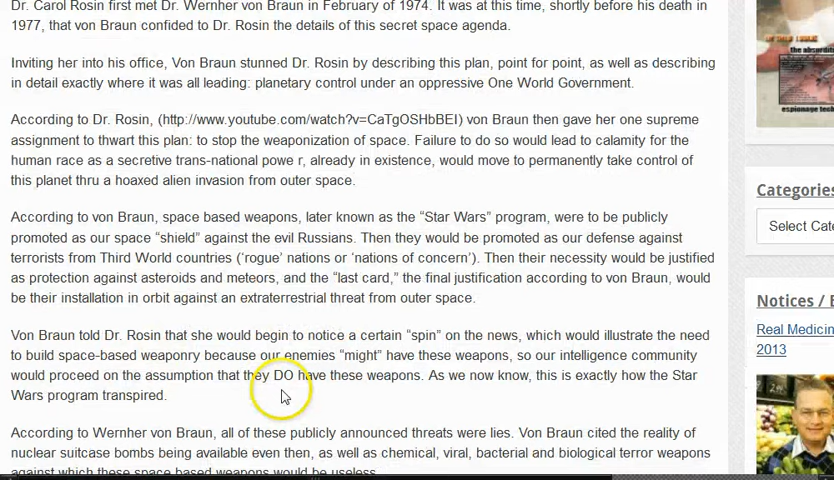 Dr. Carol Rosin first met Dr. Wernher von Braun in February of 1974. It was at this time, shortly before his death in
1977, that von Braun confided to Dr. Rosin the details of this secret space agenda.
Inviting her into his office, Von Braun stunned Dr. Rosin by describing this plan, point for point, as well as describing
in detail exactly where it was all leading: planetary control under an oppressive One World Government.
According to Dr. Rosin, (http://www.youtube.com/watch?v=CaTgOSHbBEI) von Braun then gave her one supreme
assignment to thwart this plan: to stop the weaponization of space. Failure to do so would lead to calamity for the
human race as a secretive trans-national powe r, already in existence, would move to permanently take control of
this planet thru a hoaxed alien invasion from outer space.
According to von Braun, space based weapons, later known as the “Star Wars” program, were to be publicly
promoted as our space “shield” against the evil Russians. Then they would be promoted as our defense against
terrorists from Third World countries (‘rogue’ nations or ‘nations of concern’). Then their necessity would be justified
as protection against asteroids and meteors, and the “last card,” the final justification according to von Braun, would
be their installation in orbit against an extraterrestrial threat from outer space.
Von Braun told Dr. Rosin that she would begin to notice a certain “spin” on the news, which would illustrate the need
to build space-based weaponry because our enemies “might” have these weapons, so our intelligence community
would proceed on the assumption that they DO have these weapons. As we now know, this is exactly how the Star
Wars program transpired.
According to Wernher von Braun, all of these publicly announced threats were lies. Von Braun cited the reality of
nuclear suitcase bombs being available even then, as well as chemical, viral, bacterial and biological terror weapons
against which these space based weapons would be useless.
the absurditi
espionage tech
Categories
Select Cate
Notices / E
Real Medicin
2013